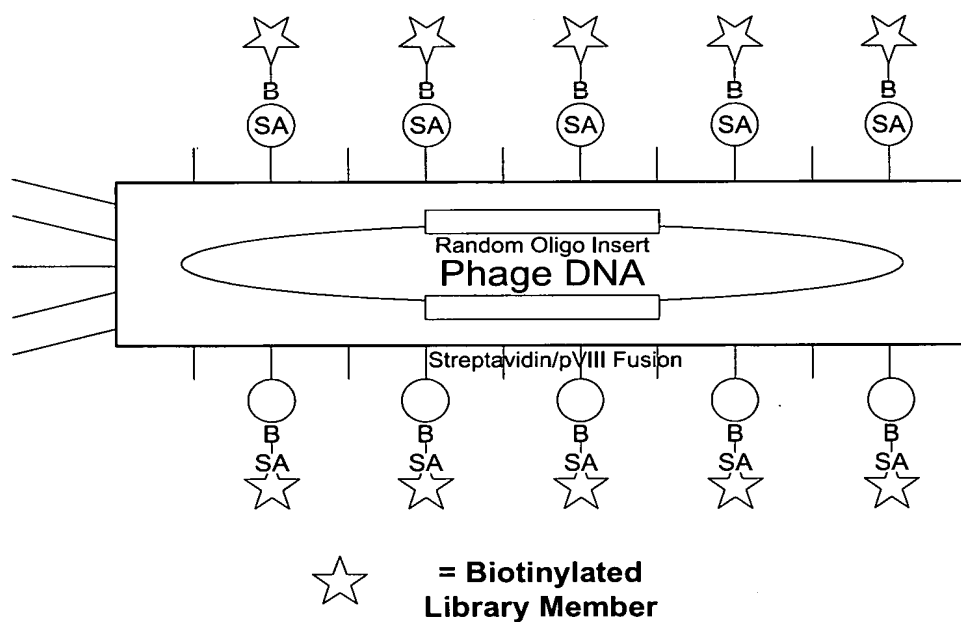 B B B B B
SA SA SA SA SA
Random Oligo Insert
Phage DNA
Streptavidin/pVIII Fusion
B B B B B
SA SA SA SA SA
= Biotinylated
Library Member